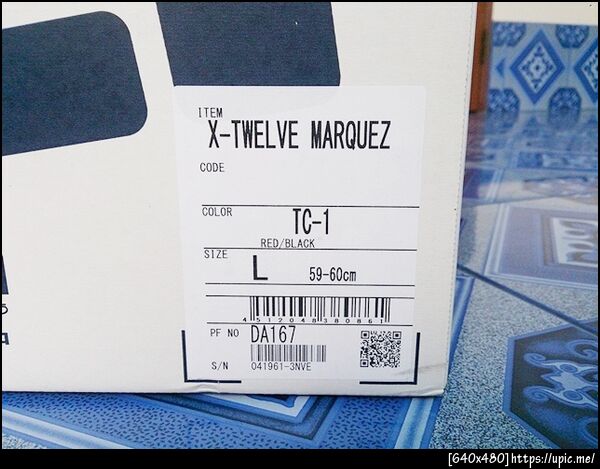 ITEM
X-TWELVE MARQUEZ
CODE
COLOR
TC-1
RED/BLACK
SIZE
L 59-60cm
4512048380861
PF NO DA167
S/N 041961-3NVE
[640x480]https://upic.me/